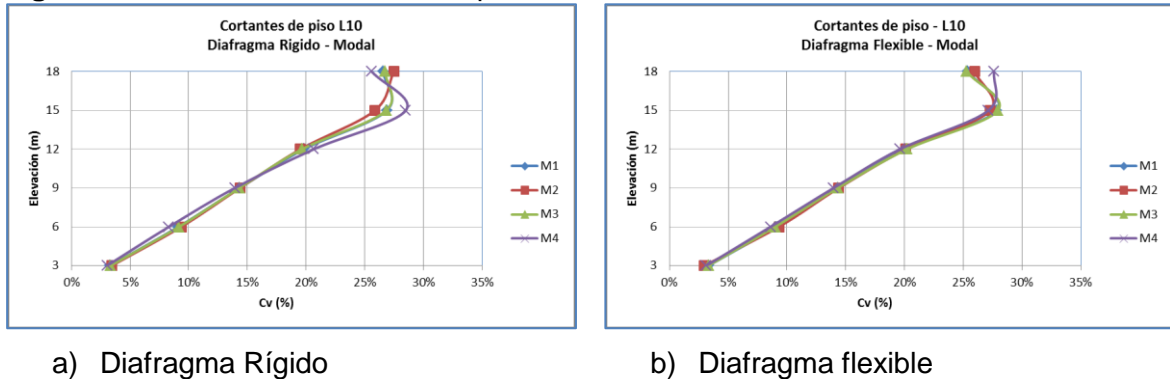 Cortantes de piso L10
Diafragma Rígido - Modal
Elevación (m)
18
15
12
9
6
3
0%
5%
10%
15%
20%
25%
30%
35%
Cv (%)
M1
M2
M3
M4
Cortantes de piso - L10
Diafragma Flexible - Modal
Elevación (m)
18
15
12
9
6
3
0%
5%
10%
15%
20%
25%
30%
35%
Cv (%)
M1
M2
M3
M4
a) Diafragma Rígido
b) Diafragma flexible